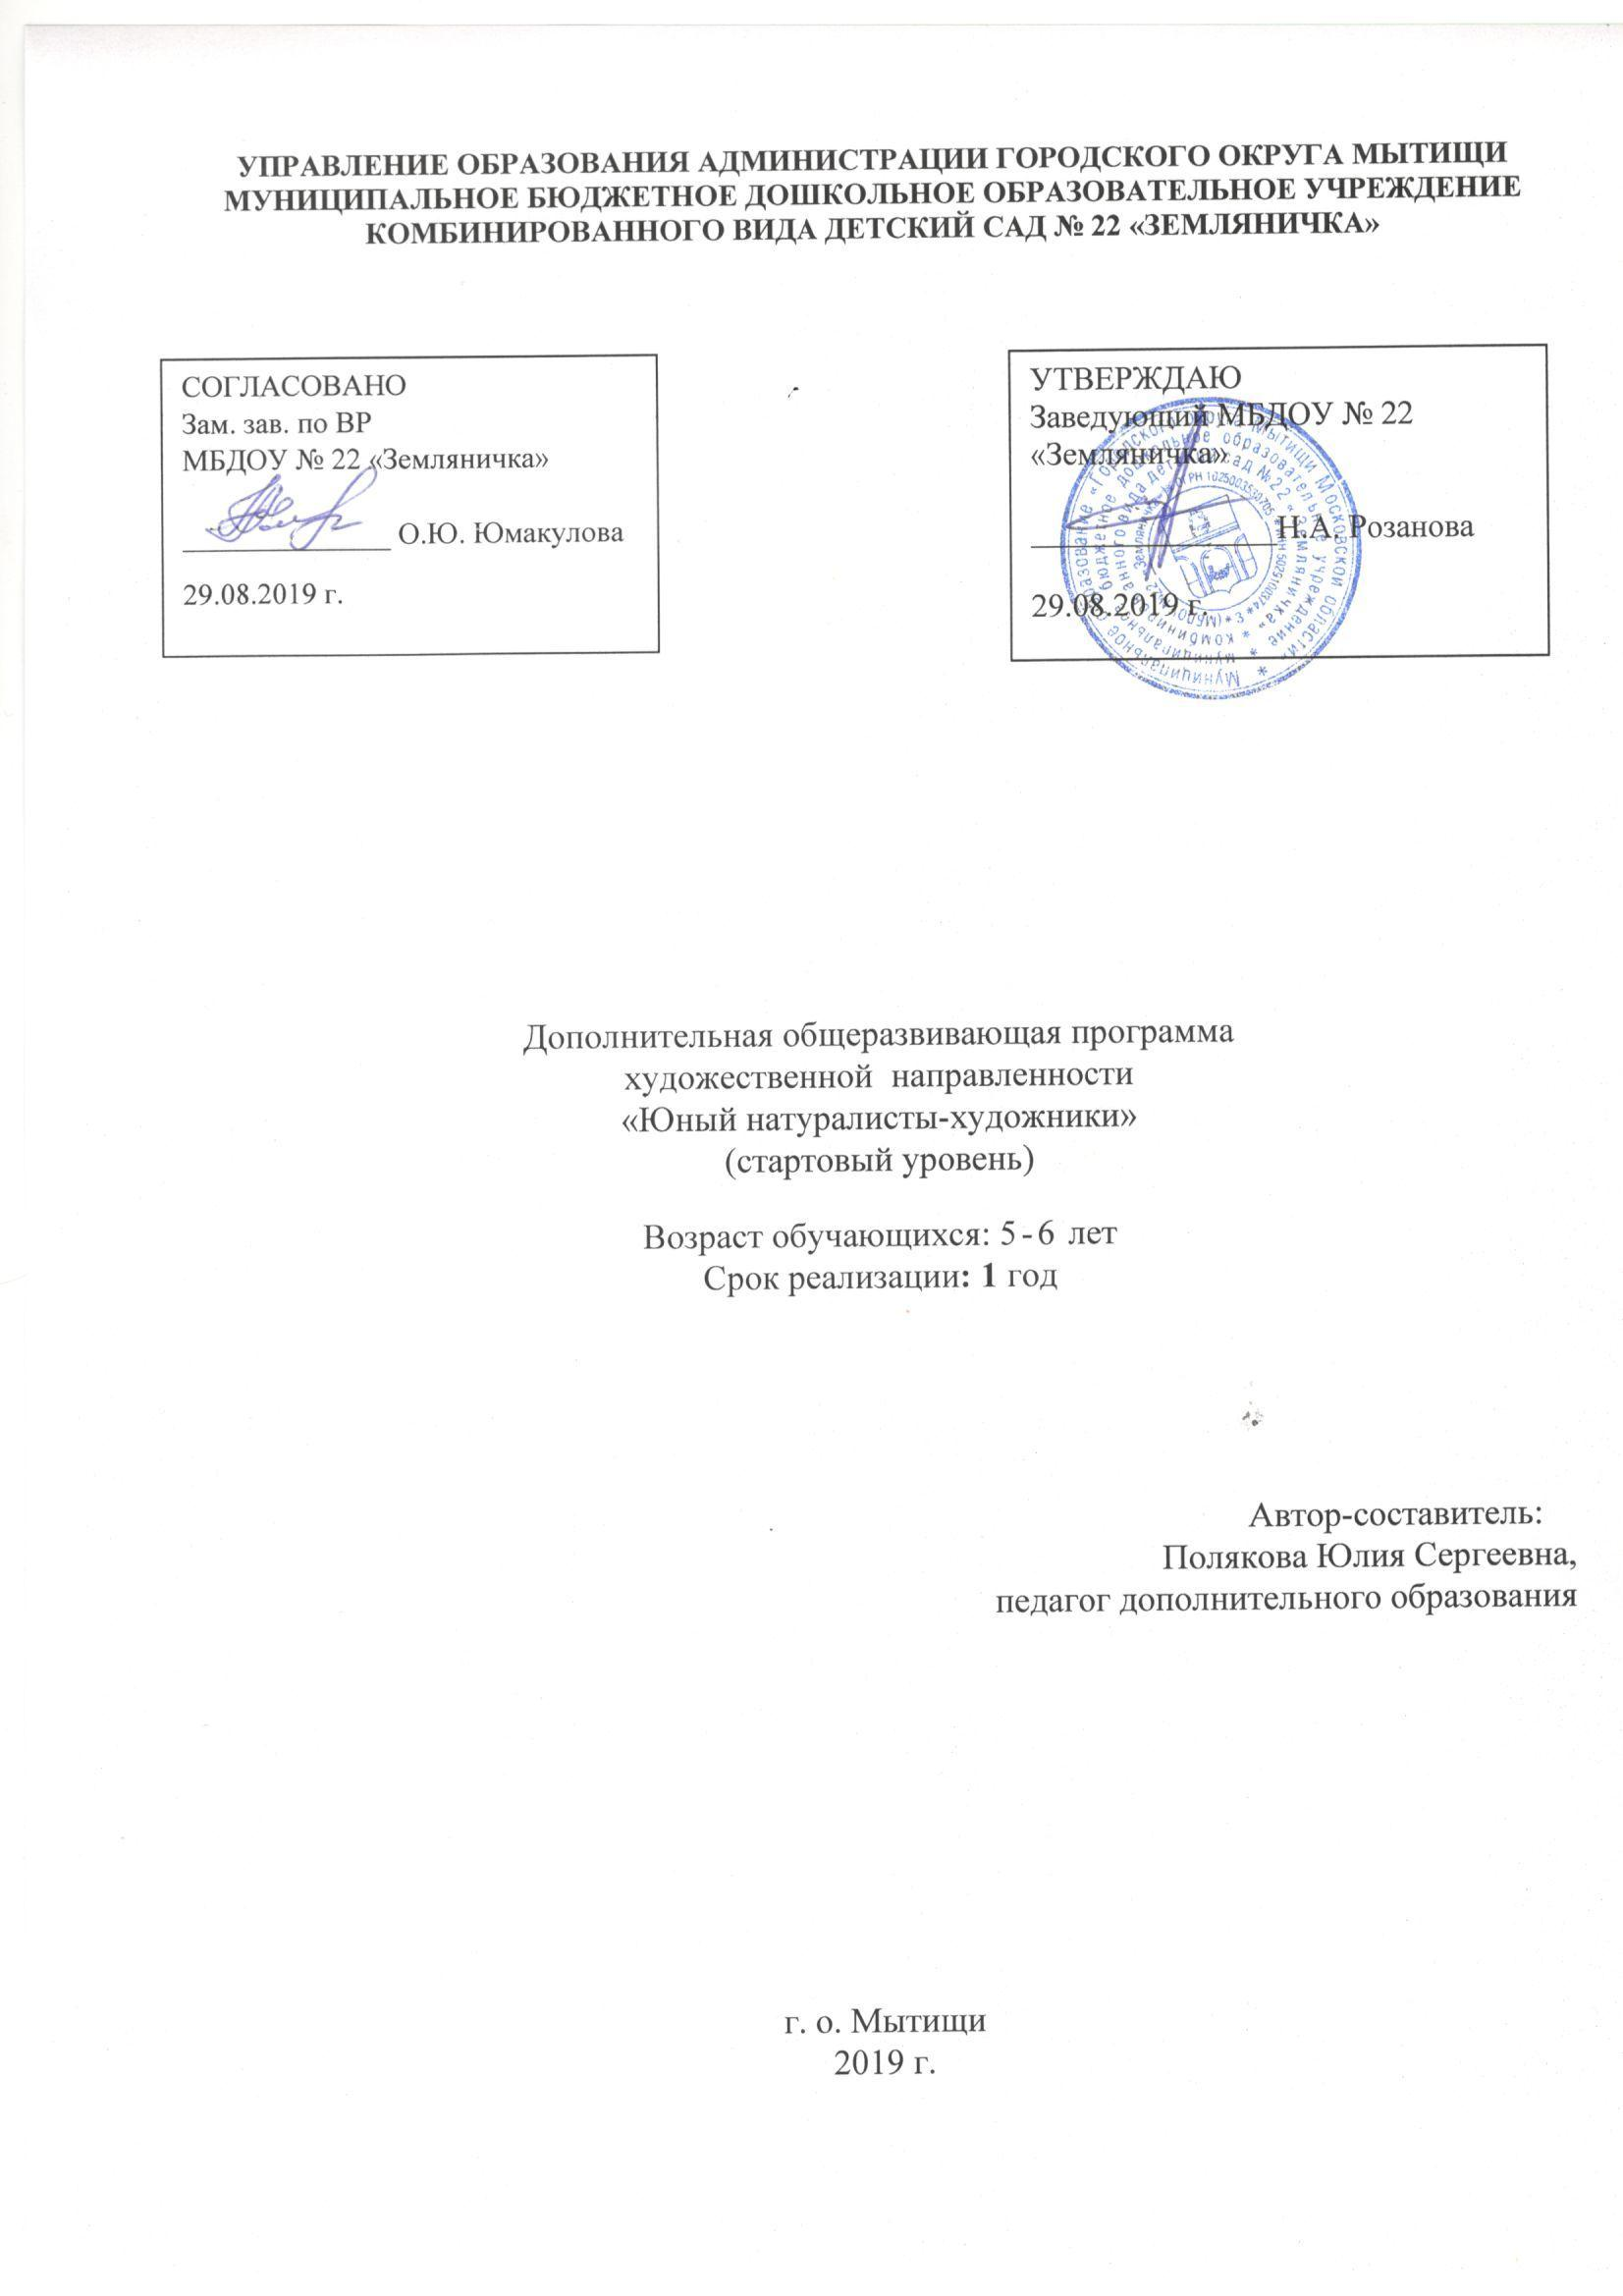 УПРАВЛЕНИЕ ОБРАЗОВАНИЯ АДМИНИСТРАЦИИ ГОРОДСКОГО ОКРУГА МЫТИЩИ
МУНИЦИПАЛЬНОЕ БЮДЖЕТНОЕ ДОШКОЛЬНОЕ ОБРАЗОВАТЕЛЬНОЕ УЧРЕЖДЕНИЕ
КОМБИНИРОВАННОГО ВИДА ДЕТСКИЙ САД № 22 «ЗЕМЛЯНИЧКА»
СОГЛАСОВАНО
Зам. зав. по ВР
МБДОУ № 22 «Земляничка»
О.Ю. Юмакулова
29.08.2019 г.
УТВЕРЖДАЮ
Заведующий МБДОУ № 22
«Земляничка»
Н.А. Розанова
29.08.2019 г.
Дополнительная общеразвивающая программа
художественной направленности
«Юный натуралисты-художники»
(стартовый уровень)
Возраст обучающихся: 5-6 лет
Срок реализации: 1 год
Автор-составитель:
Полякова Юлия Сергеевна,
педагог дополнительного образования
г. о. Мытищи
2019 г.